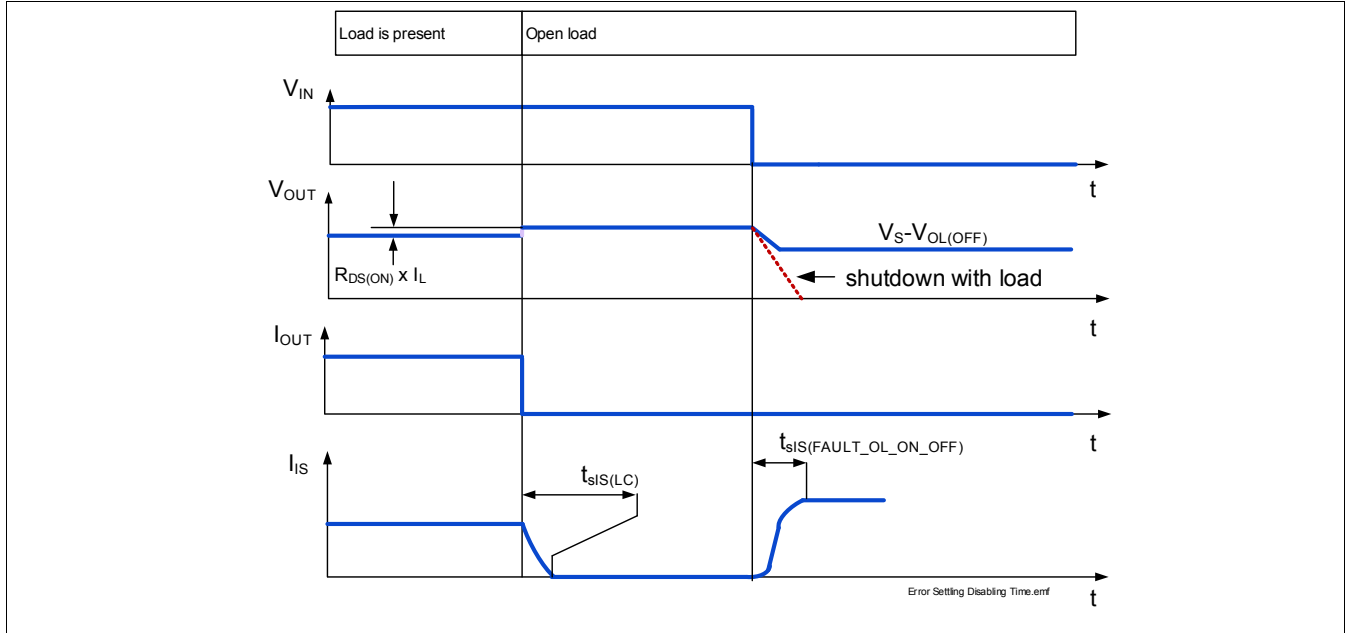 Load is present Open load
VIN
t
VOUT
RDS(ON) x IL
VS-VOL(OFF)
shutdown with load
t
IOUT
t
IIS
tsIS(LC)
tsIS(FAULT_OL_ON_OFF)
Error Settling Disabling Time.emf
t